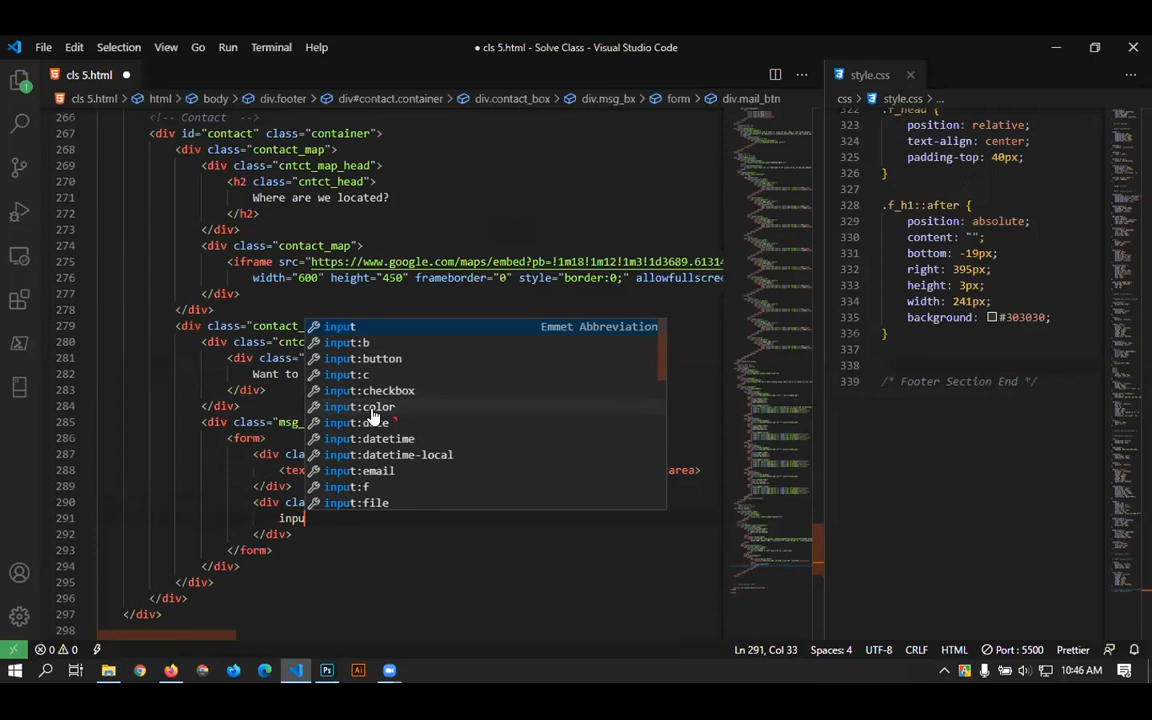 File Edit Selection View Go Run Terminal Help
● cls 5.html - Solve Class - Visual Studio Code
cls 5.html ●
style.css
cls 5.html > html > body > div.footer > div#contact.container > div.contact_box > div.msg_bx > form > div.mail_btn
css > style.css > ...
266 <!-- Contact -->
267 <div id="contact" class="container">
268 <div class="contact_map">
269 <div class="cntct_map_head">
270 <h2 class="cntct_head">
271 Where are we located?
272 </h2>
273 </div>
274 <div class="contact_map">
275 <iframe src="https://www.google.com/maps/embed?pb=!1m18!1m12!1m3!1d3689.61314
276 width="600" height="450" frameborder="0" style="border:0;" allowfullscree
277 </div>
278 </div>
279 <div class="contact_
280 <div class="cntc
281 <div class="
282 Want to
283 </div>
284 </div>
285 <div class="msg_
286 <form>
287 <div cla
288 <tex area>
289 </div>
290 <div cla
291 inpu
292 </div>
293 </form>
294 </div>
295 </div>
296 </div>
297 </div>
298
input Emmet Abbreviation
input:b
input:button
input:c
input:checkbox
input:color
input:datetime
input:datetime-local
input:email
input:f
input:file
322 .f_head {
323 position: relative;
324 text-align: center;
325 padding-top: 40px;
326 }
327
328 .f_h1::after {
329 position: absolute;
330 content: "";
331 bottom: -19px;
332 right: 395px;
333 height: 3px;
334 width: 241px;
335 background: #303030;
336 }
337
338
339 /* Footer Section End */
0 0
Ln 291, Col 33 Spaces: 4 UTF-8 CRLF HTML Port : 5500 Prettier
10:46 AM